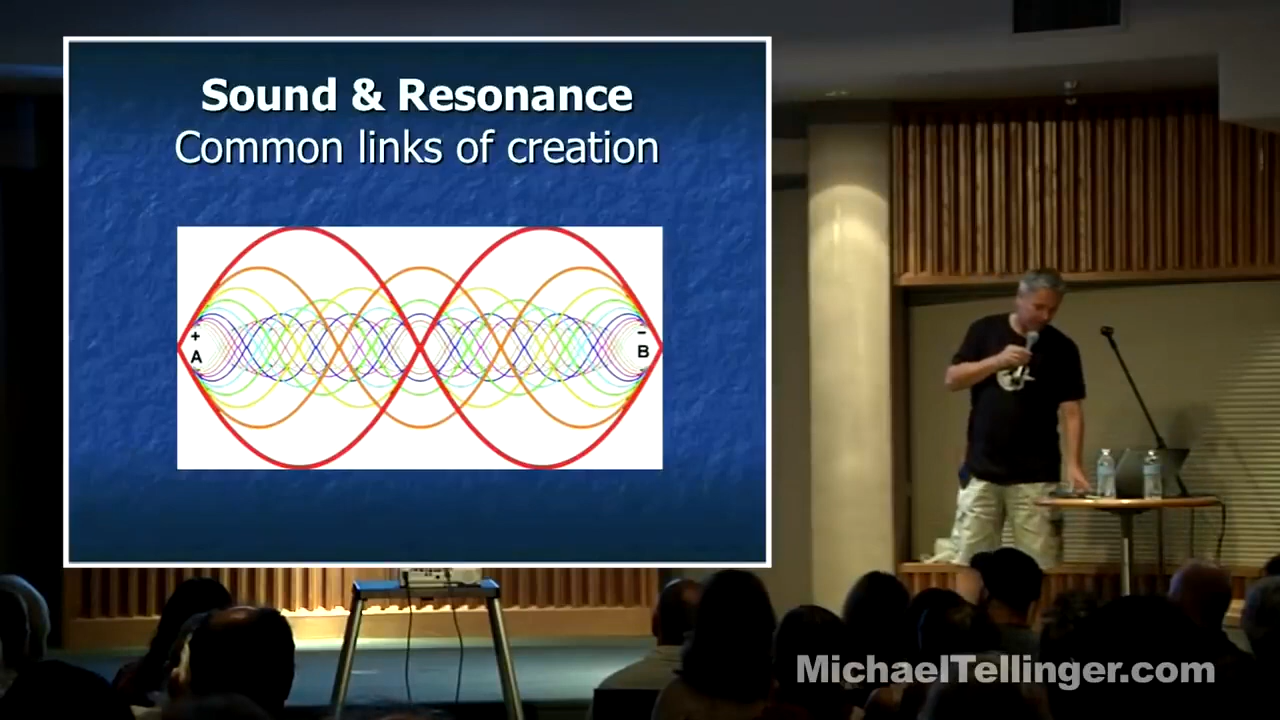 Sound & Resonance
Common links of creation
+
A
−
B
MichaelTellinger.com